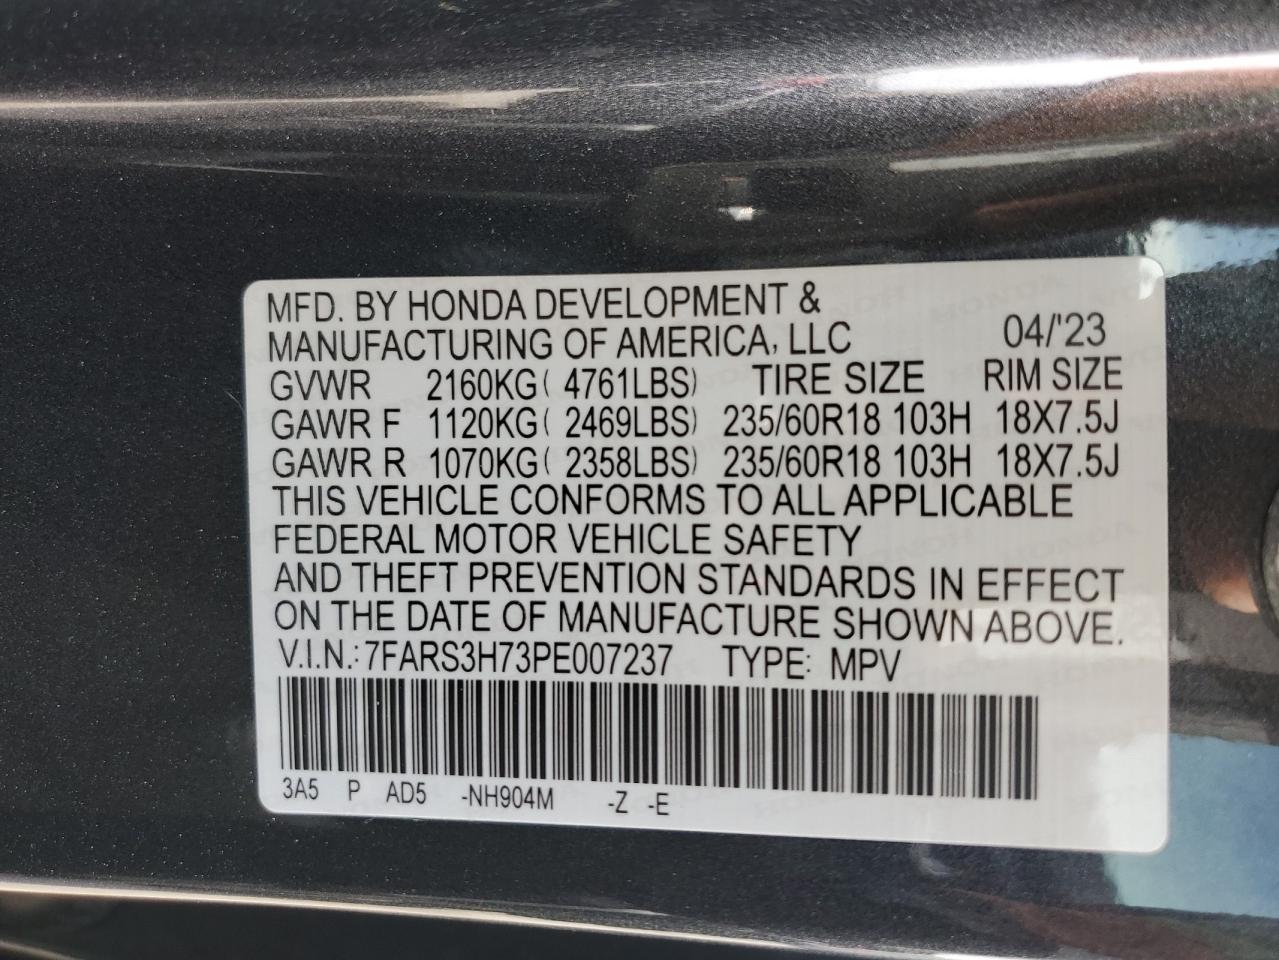 MFD. BY HONDA DEVELOPMENT &
MANUFACTURING OF AMERICA, LLC 04/'23
GVWR 2160KG( 4761LBS) TIRE SIZE RIM SIZE
GAWR F 1120KG( 2469LBS) 235/60R18 103H 18X7.5J
GAWR R 1070KG( 2358LBS) 235/60R18 103H 18X7.5J
THIS VEHICLE CONFORMS TO ALL APPLICABLE
FEDERAL MOTOR VEHICLE SAFETY
AND THEFT PREVENTION STANDARDS IN EFFECT
ON THE DATE OF MANUFACTURE SHOWN ABOVE.
V.I.N.: 7FARS3H73PE007237 TYPE: MPV
3A5 P AD5 -NH904M -Z -E